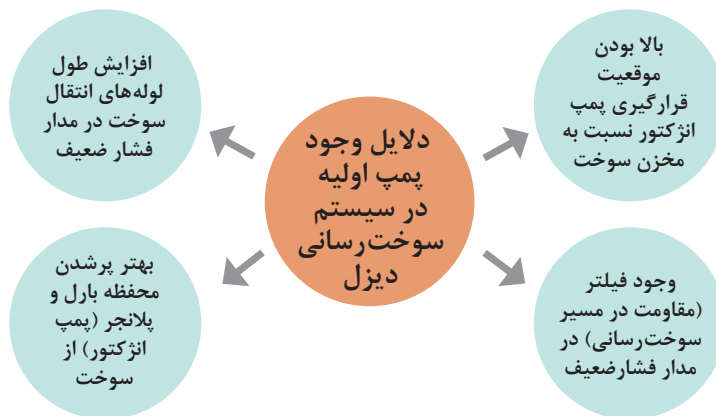 دلایل وجود
پمپ اولیه
در سیستم
سوخت‌رسانی
دیزل
بالا بودن
موقعیت
قرارگیری پمپ
انژکتور نسبت به
مخزن سوخت
افزایش طول
لوله‌های انتقال
سوخت در مدار
فشار ضعیف
وجود فیلتر
(مقاومت در مسیر
سوخت‌رسانی) در
مدار فشارضعیف
بهتر پرشدن
محفظه بارل و
پلانجر (پمپ
انژکتور) از
سوخت